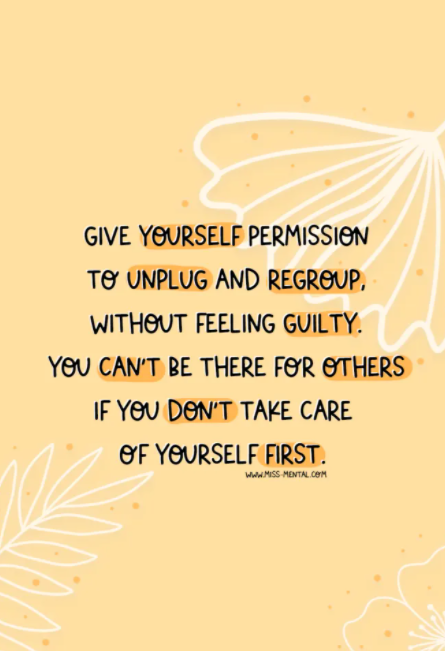 GIVE YOURSELF PERMISSION
TO UNPLUG AND REGROUP,
WITHOUT FEELING GUILTY.
YOU CAN'T BE THERE FOR OTHERS
IF YOU DON'T TAKE CARE
OF YOURSELF FIRST.
WWW.MISS-MENTAL.COM